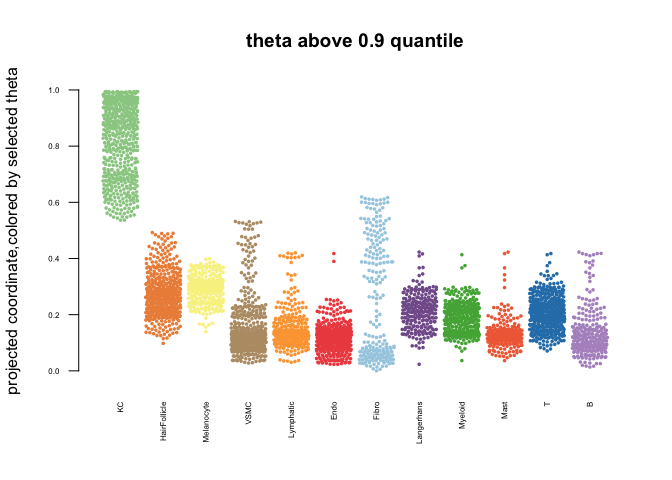 theta above 0.9 quantile
projected coordinate,colored by selected theta
1.0
0.8
0.6
0.4
0.2
0.0
KC
HairFollicle
Melanocyte
VSMC
Lymphatic
Endo
Fibro
Langerhans
Myeloid
Mast
T
B